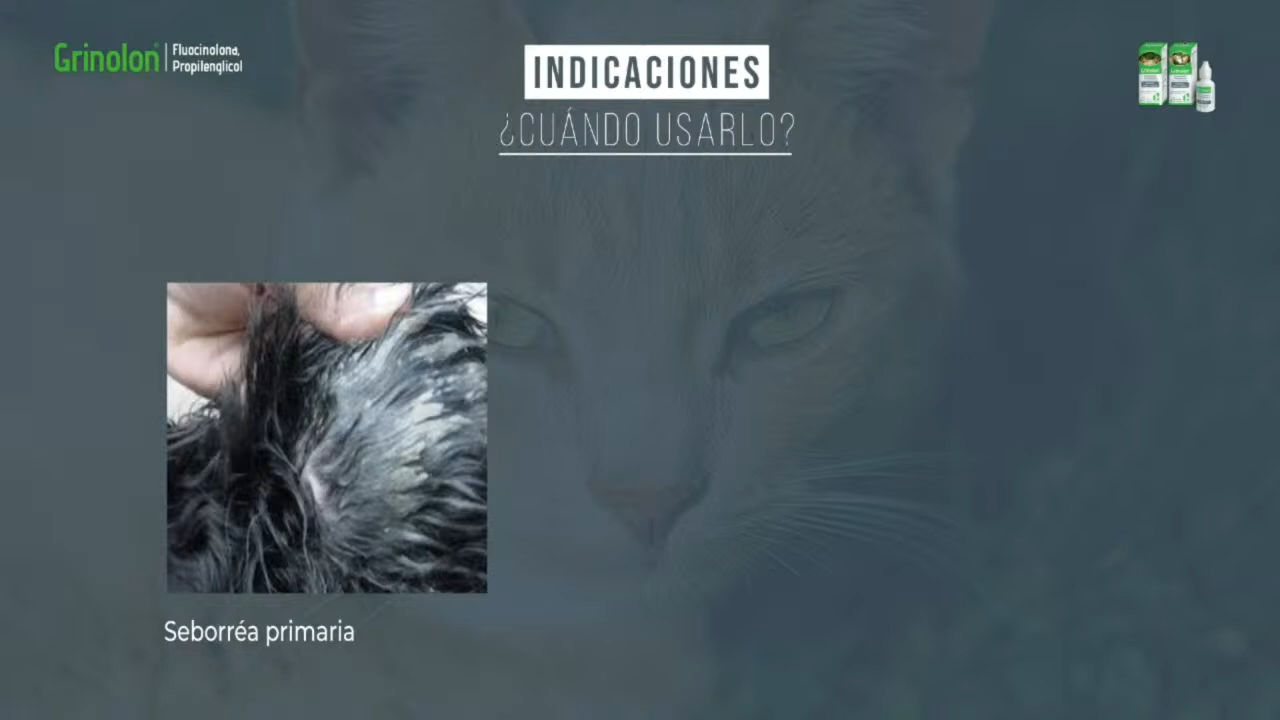 Grinolon
Fluocinolona,
Propilenglicol
INDICACIONES
¿CUÁNDO USARLO?
Seborréa primaria